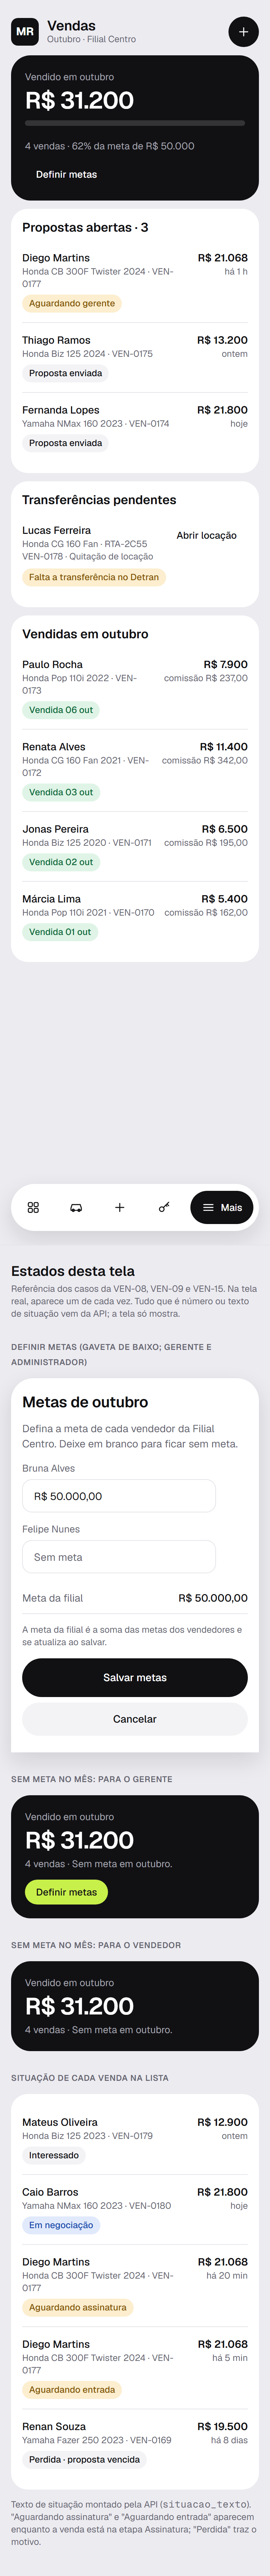 MR
Vendas
Outubro · Filial Centro
Vendido em outubro
R$ 31.200
4 vendas · 62% da meta de R$ 50.000
Definir metas
Propostas abertas · 3
Diego Martins
R$ 21.068
Honda CB 300F Twister 2024 · VEN-
há 1 h
0177
Aguardando gerente
Thiago Ramos
R$ 13.200
Honda Biz 125 2024 · VEN-0175
ontem
Proposta enviada
Fernanda Lopes
R$ 21.800
Yamaha NMax 160 2023 · VEN-0174
hoje
Proposta enviada
Transferências pendentes
Lucas Ferreira
Honda CG 160 Fan · RTA-2C55
Abrir locação
VEN-0178 · Quitação de locação
Falta a transferência no Detran
Vendidas em outubro
Paulo Rocha
R$ 7.900
Honda Pop 110i 2022 · VEN-
comissão R$ 237,00
0173
Vendida 06 out
Renata Alves
R$ 11.400
Honda CG 160 Fan 2021 · VEN-
comissão R$ 342,00
0172
Vendida 03 out
Jonas Pereira
R$ 6.500
Honda Biz 125 2020 · VEN-0171
comissão R$ 195,00
Vendida 02 out
Márcia Lima
R$ 5.400
Honda Pop 110i 2021 · VEN-0170
comissão R$ 162,00
Vendida 01 out
Mais
Estados desta tela
Referência dos casos da VEN-08, VEN-09 e VEN-15. Na tela
real, aparece um de cada vez. Tudo que é número ou texto
de situação vem da API; a tela só mostra.
DEFINIR METAS (GAVETA DE BAIXO; GERENTE E
ADMINISTRADOR)
Metas de outubro
Defina a meta de cada vendedor da Filial
Centro. Deixe em branco para ficar sem meta.
Bruna Alves
R$ 50.000,00
Felipe Nunes
Sem meta
Meta da filial
R$ 50.000,00
A meta da filial é a soma das metas dos vendedores e
se atualiza ao salvar.
Salvar metas
Cancelar
SEM META NO MÊS: PARA O GERENTE
Vendido em outubro
R$ 31.200
4 vendas · Sem meta em outubro.
Definir metas
SEM META NO MÊS: PARA O VENDEDOR
Vendido em outubro
R$ 31.200
4 vendas · Sem meta em outubro.
SITUAÇÃO DE CADA VENDA NA LISTA
Mateus Oliveira
R$ 12.900
Honda Biz 125 2023 · VEN-0179
ontem
Interessado
Caio Barros
R$ 21.800
Yamaha NMax 160 2023 · VEN-0180
hoje
Em negociação
Diego Martins
R$ 21.068
Honda CB 300F Twister 2024 · VEN-
há 20 min
0177
Aguardando assinatura
Diego Martins
R$ 21.068
Honda CB 300F Twister 2024 · VEN-
há 5 min
0177
Aguardando entrada
Renan Souza
R$ 19.500
Yamaha Fazer 250 2023 · VEN-0169
há 8 dias
Perdida · proposta vencida
Texto de situação montado pela API (situacao_texto).
"Aguardando assinatura" e "Aguardando entrada" aparecem
enquanto a venda está na etapa Assinatura; "Perdida" traz o
motivo.